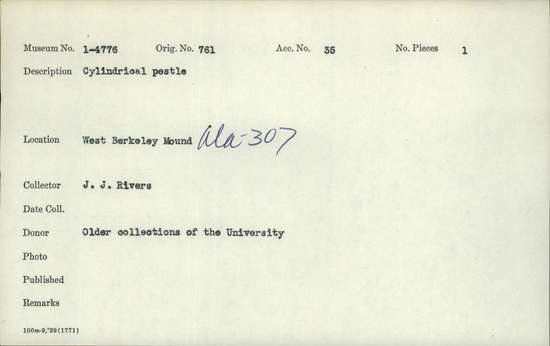 Museum No. 1-4776 Orig. No. 761 Acc. No. 35 No. Pieces 1
Description Cylindrical pestle
Location West Berkeley Mound Ala-307
Collector J. J. Rivers
Date Coll.
Donor Older collections of the University
Photo
Published
Remarks
100m-9,'39(1771)